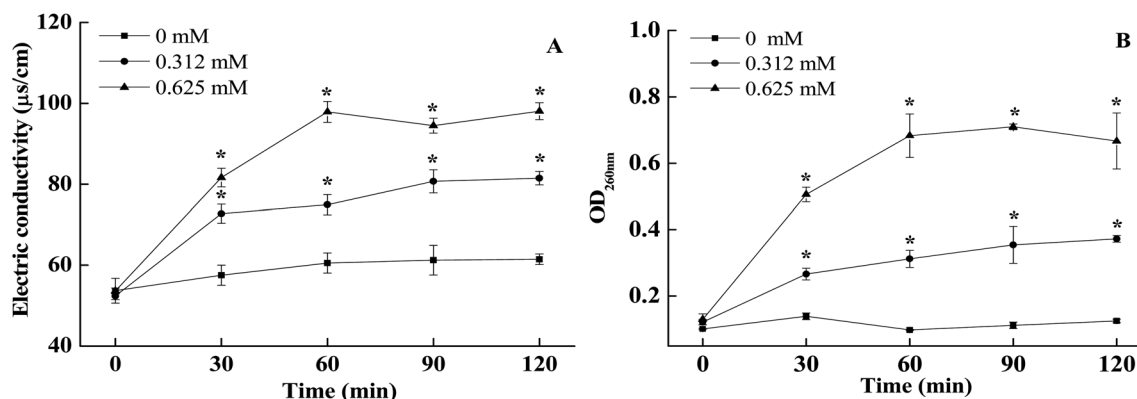 120
100
80
60
40
Electric conductivity (μs/cm)
0 mM
0.312 mM
0.625 mM
A
* * * *
* * * *
0 30 60 90 120
Time (min)
1.0
0.8
0.6
0.4
0.2
OD260nm
0 mM
0.312 mM
0.625 mM
B
* * * *
* * * *
0 30 60 90 120
Time (min)